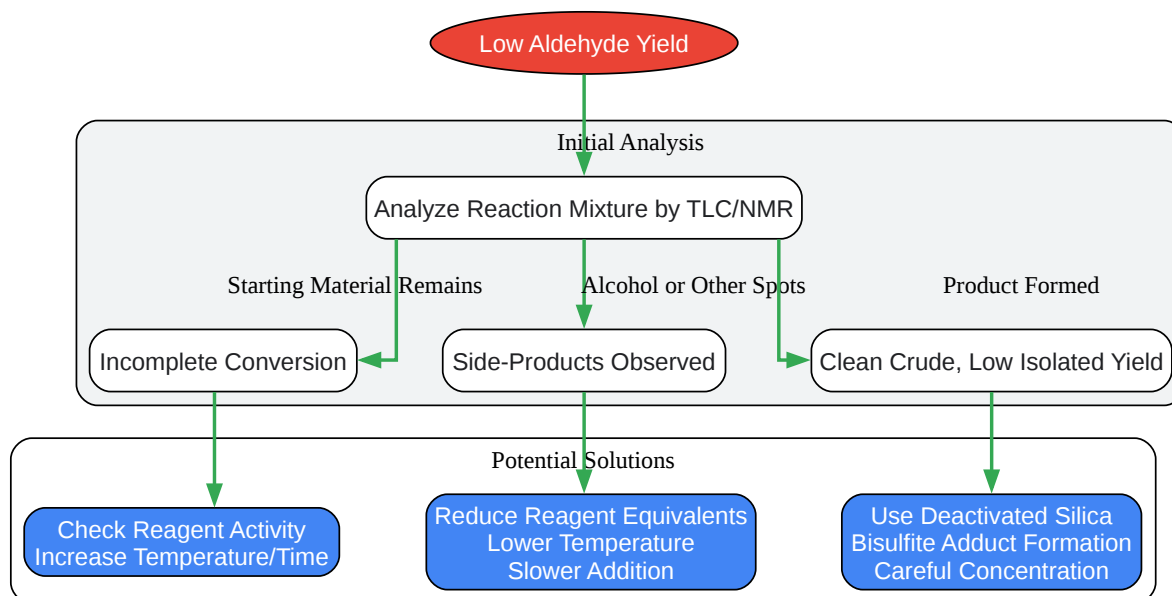 Low Aldehyde Yield
Initial Analysis
Analyze Reaction Mixture by TLC/NMR
Starting Material Remains
Alcohol or Other Spots
Product Formed
Incomplete Conversion
Side-Products Observed
Clean Crude, Low Isolated Yield
Potential Solutions
Check Reagent Activity
Increase Temperature/Time
Reduce Reagent Equivalents
Lower Temperature
Slower Addition
Use Deactivated Silica
Bisulfite Adduct Formation
Careful Concentration